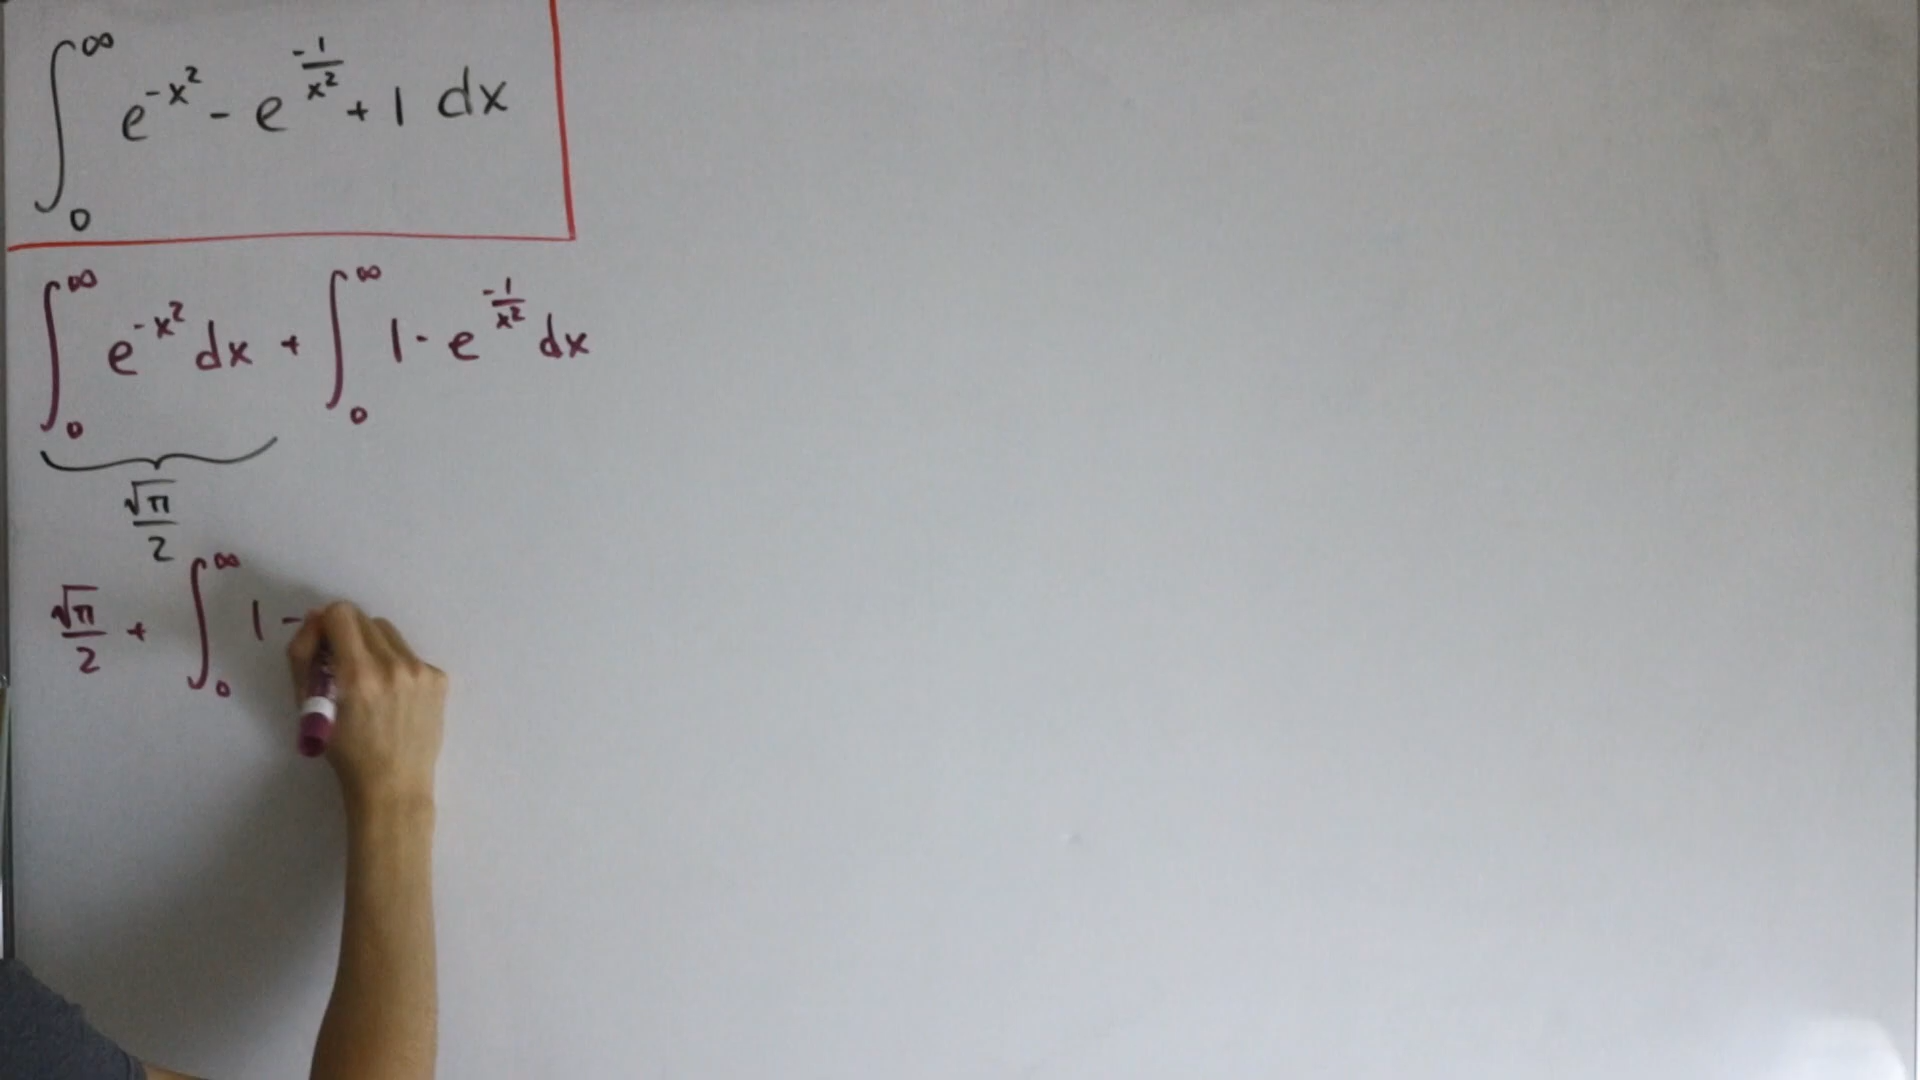 ∫₀^∞ e^{-x²} - e^{-1/x²} + 1 dx
∫₀^∞ e^{-x²} dx + ∫₀^∞ 1 - e^{-1/x²} dx
√π/2
√π/2 + ∫₀^∞ 1 -